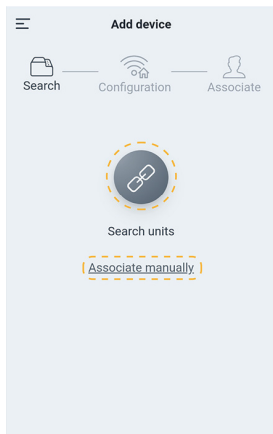 Add device
Search
Configuration
Associate
Search units
Associate manually